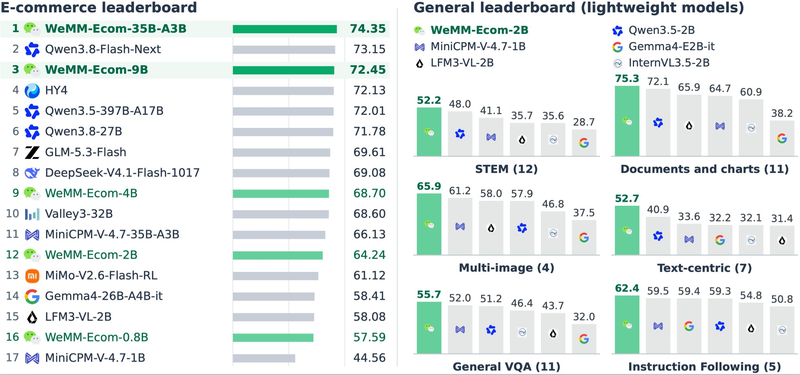 E-commerce leaderboard
1 WeMM-Ecom-35B-A3B 74.35
2 Qwen3.8-Flash-Next 73.15
3 WeMM-Ecom-9B 72.45
4 HY4 72.13
5 Qwen3.5-397B-A17B 72.01
6 Qwen3.8-27B 71.78
7 GLM-5.3-Flash 69.61
8 DeepSeek-V4.1-Flash-1017 69.08
9 WeMM-Ecom-4B 68.70
10 Valley3-32B 68.60
11 MiniCPM-V-4.7-35B-A3B 66.13
12 WeMM-Ecom-2B 64.24
13 MiMo-V2.6-Flash-RL 61.12
14 Gemma4-26B-A4B-it 58.41
15 LFM3-VL-2B 58.08
16 WeMM-Ecom-0.8B 57.59
17 MiniCPM-V-4.7-1B 44.56
General leaderboard (lightweight models)
WeMM-Ecom-2B Qwen3.5-2B
MiniCPM-V-4.7-1B Gemma4-E2B-it
LFM3-VL-2B InternVL3.5-2B
52.2 48.0 41.1 35.7 35.6 28.7
STEM (12)
75.3 72.1 65.9 64.7 60.9 38.2
Documents and charts (11)
65.9 61.2 58.0 57.9 46.8 37.5
Multi-image (4)
52.7 40.9 33.6 32.2 32.1 31.4
Text-centric (7)
55.7 52.0 51.2 46.4 43.7 32.0
General VQA (11)
62.4 59.5 59.4 59.3 54.8 50.8
Instruction Following (5)